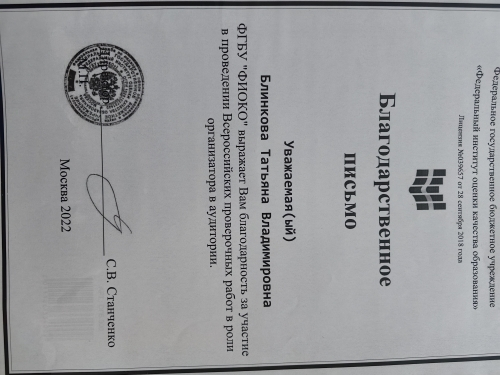 Федеральное государственное бюджетное учреждение
«Федеральный институт оценки качества образования»
Лицензия №039657 от 28 сентября 2018 года
Благодарственное
письмо
Уважаемая(ый)
Блинкова Татьяна Владимировна
ФГБУ "ФИОКО" выражает Вам благодарность за участие
в проведении Всероссийских проверочных работ в роли
организатора в аудитории.
Директор
М.П.
С.В. Станченко
Москва 2022